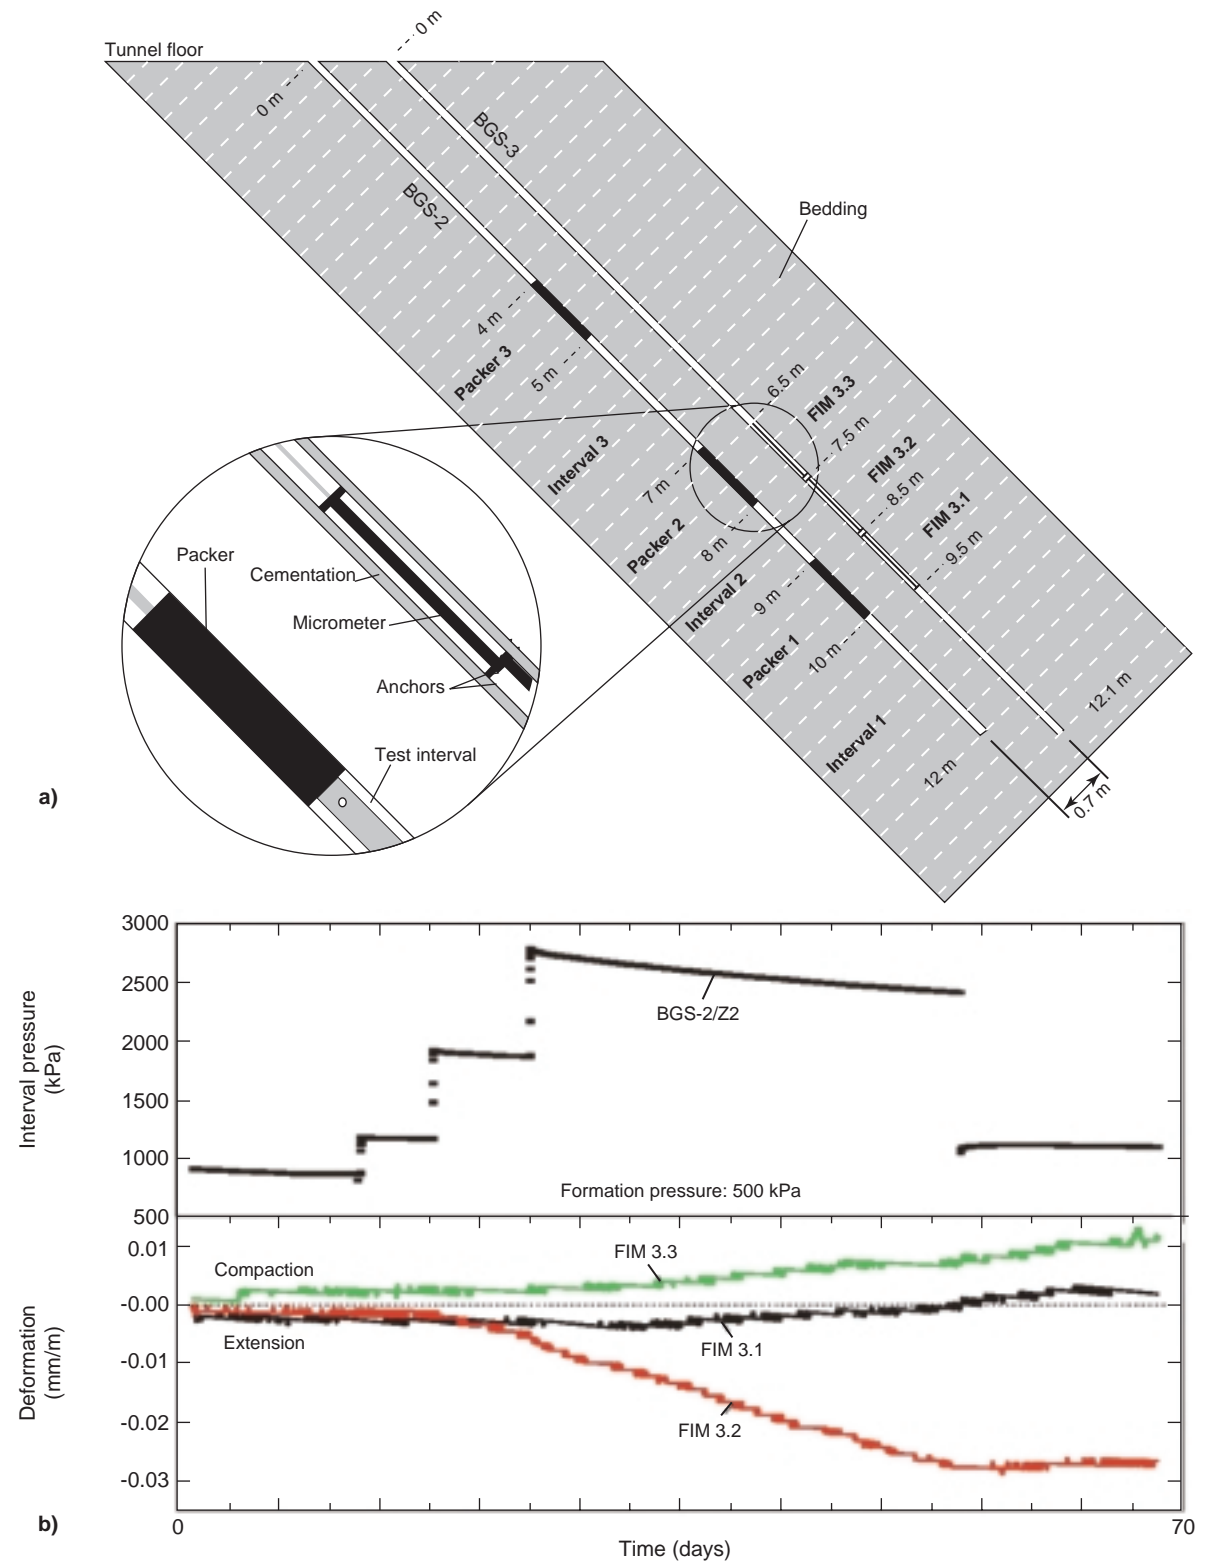 0 m
Tunnel floor
0 m
BGS-3
BGS-2
Bedding
4 m
Packer 3
5 m
6.5 m
FIM 3.3
7.5 m
Interval 3
FIM 3.2
7 m
8.5 m
FIM 3.1
Packer 2
8 m
9.5 m
Packer
Cementation
Interval 2
9 m
Micrometer
Packer 1
10 m
Anchors
12.1 m
Interval 1
Test interval
12 m
0.7 m
a)
3000
2500
2000
1500
1000
500
Interval pressure
(kPa)
BGS-2/Z2
Formation pressure: 500 kPa
0.01
-0.00
-0.01
-0.02
-0.03
Deformation
(mm/m)
Compaction
FIM 3.3
Extension
FIM 3.1
FIM 3.2
b)
0
70
Time (days)